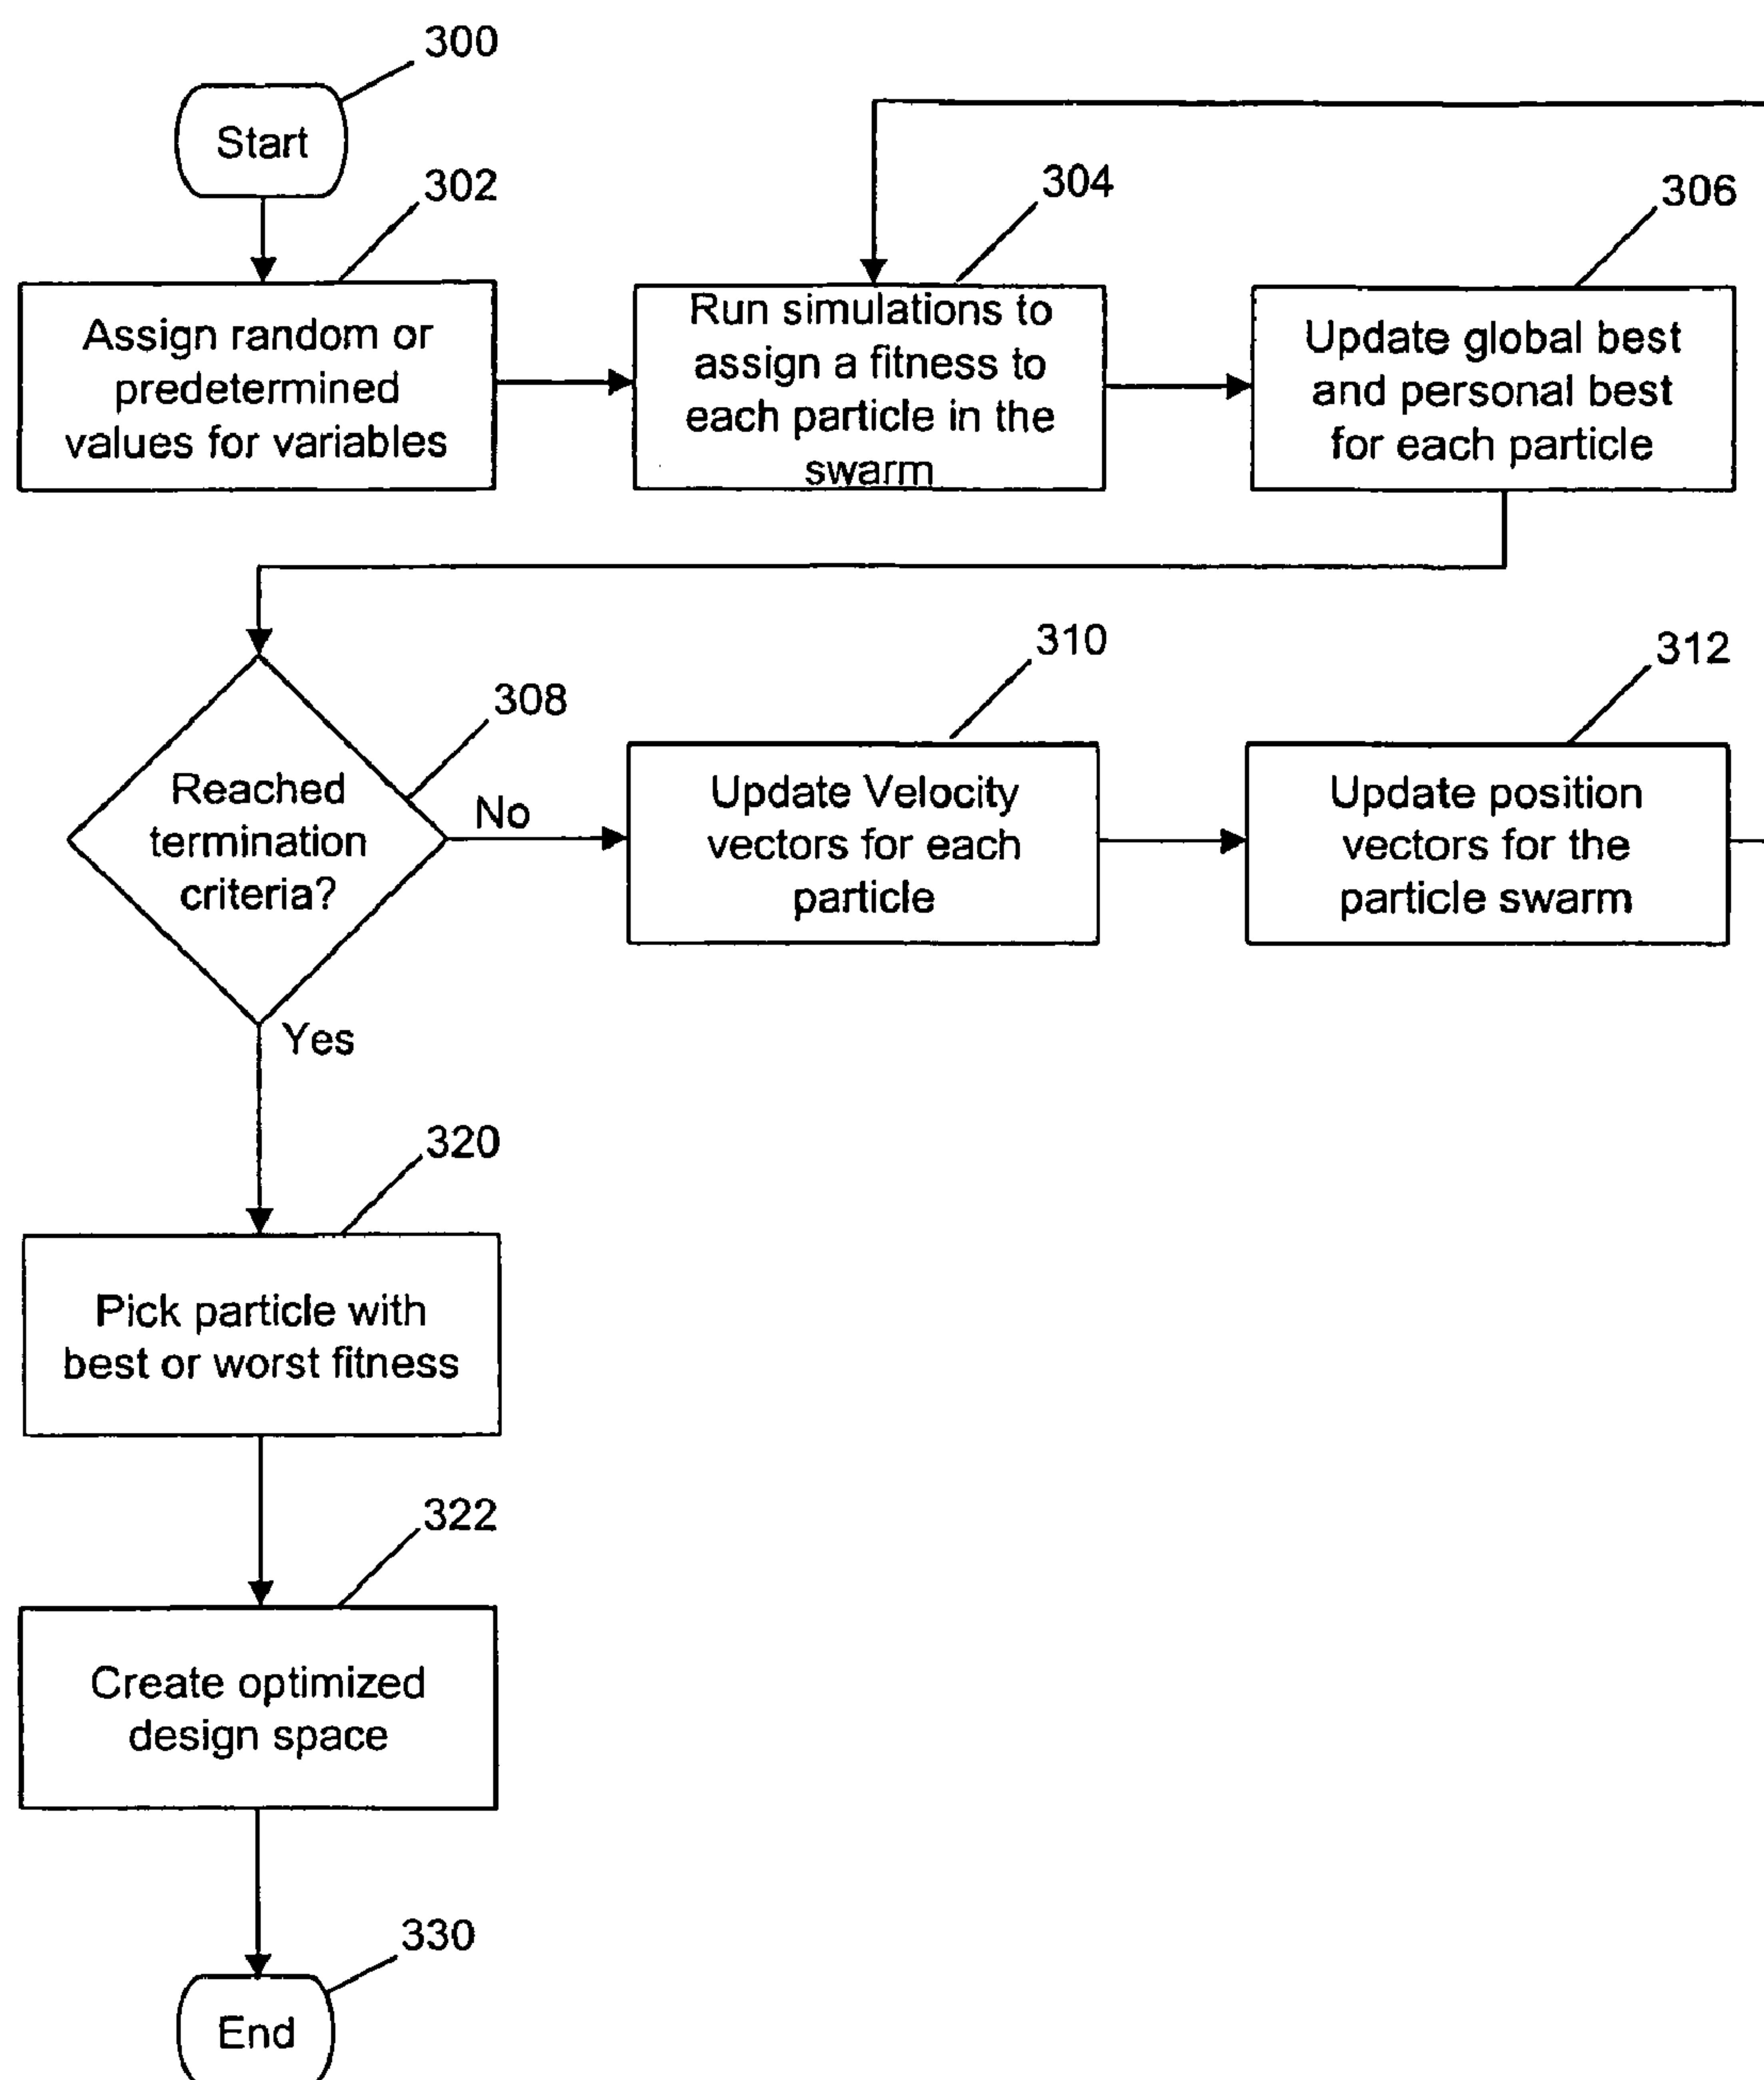 300
Start
302
Assign random or
predetermined
values for variables
304
Run simulations to
assign a fitness to
each particle in the
swarm
306
Update global best
and personal best
for each particle
308
Reached
termination
criteria?
No
310
Update Velocity
vectors for each
particle
312
Update position
vectors for the
particle swarm
Yes
320
Pick particle with
best or worst fitness
322
Create optimized
design space
330
End